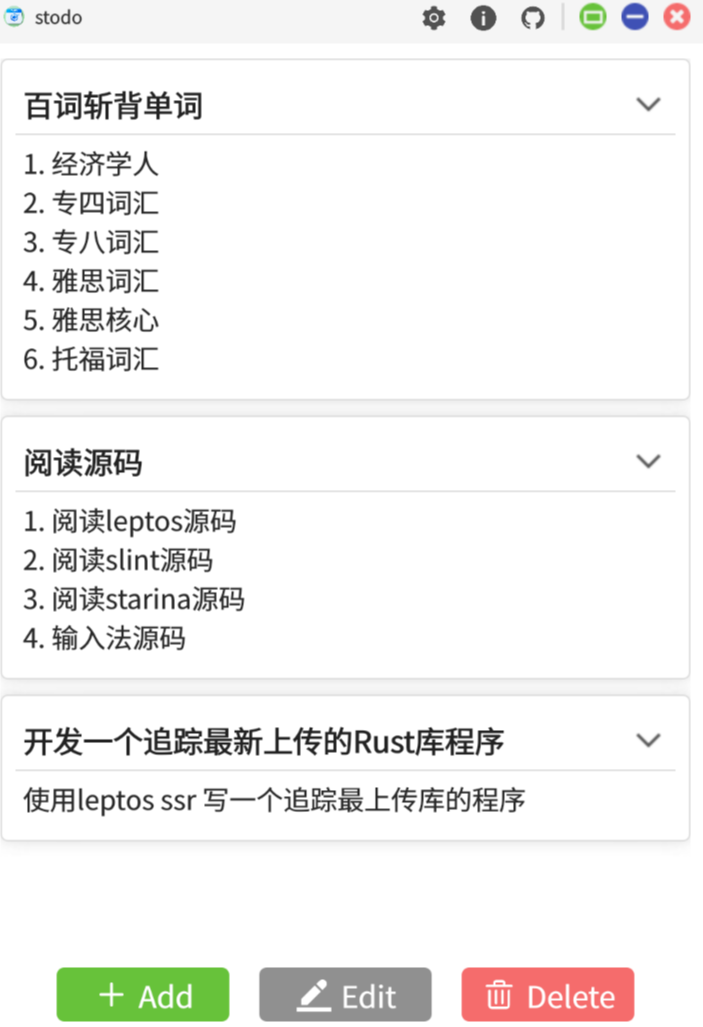 stodo
百词斩背单词
1. 经济学人
2. 专四词汇
3. 专八词汇
4. 雅思词汇
5. 雅思核心
6. 托福词汇
阅读源码
1. 阅读leptos源码
2. 阅读slint源码
3. 阅读starina源码
4. 输入法源码
开发一个追踪最新上传的Rust库程序
使用leptos ssr 写一个追踪最上传库的程序
Add Edit Delete